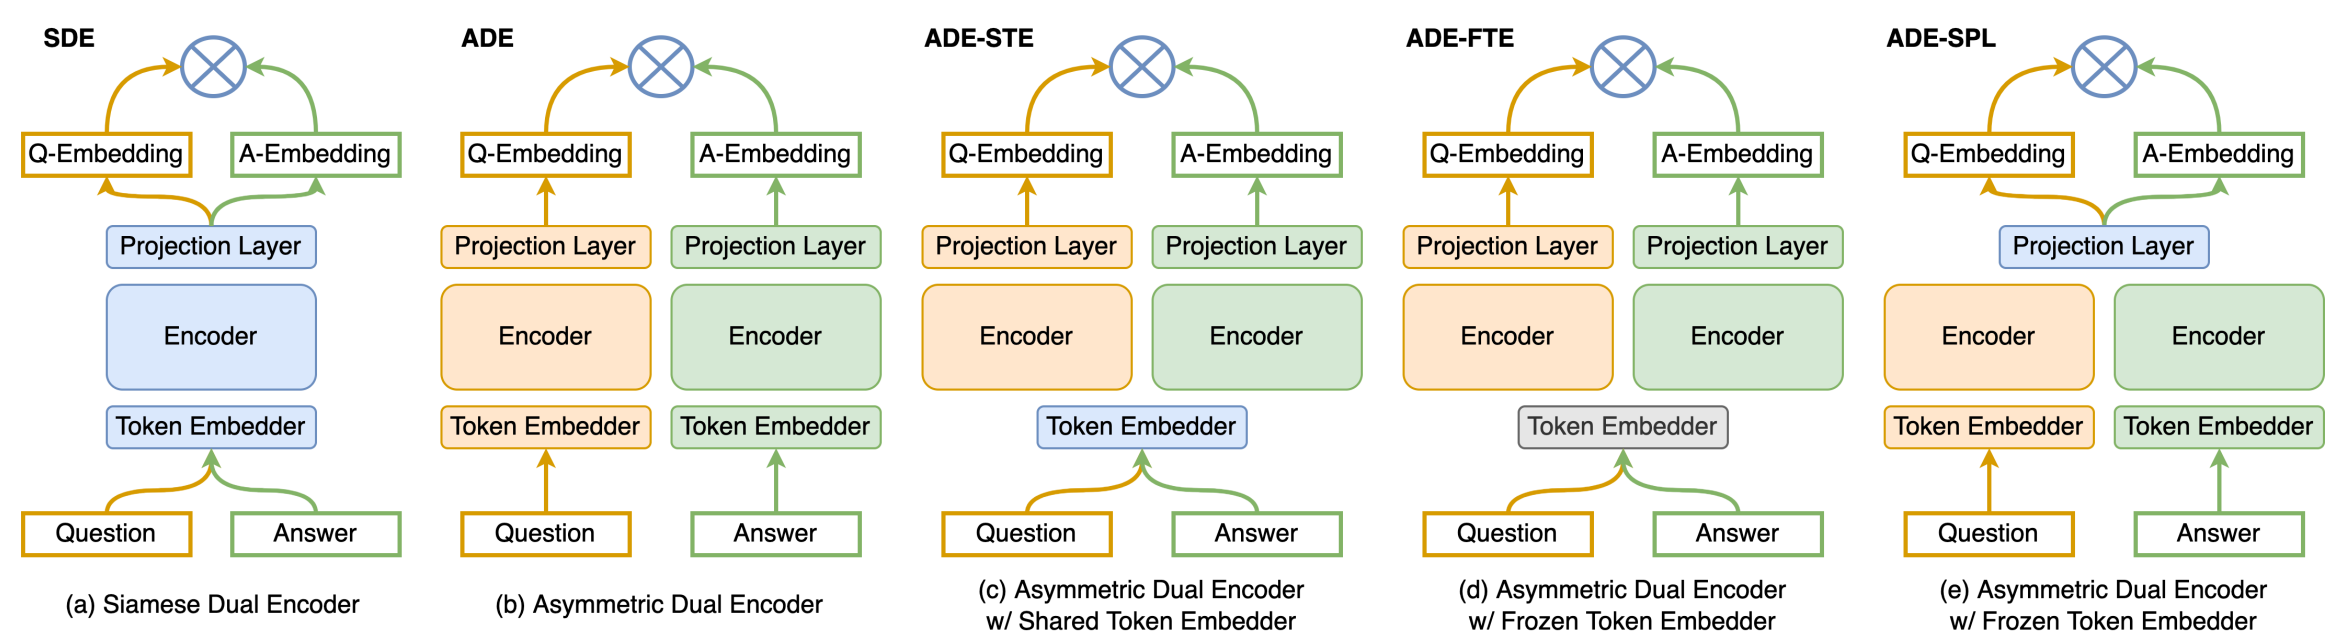 SDE
Q-Embedding
A-Embedding
Projection Layer
Encoder
Token Embedder
Question
Answer
(a) Siamese Dual Encoder
ADE
Q-Embedding
A-Embedding
Projection Layer
Projection Layer
Encoder
Encoder
Token Embedder
Token Embedder
Question
Answer
(b) Asymmetric Dual Encoder
ADE-STE
Q-Embedding
A-Embedding
Projection Layer
Projection Layer
Encoder
Encoder
Token Embedder
Question
Answer
(c) Asymmetric Dual Encoder
w/ Shared Token Embedder
ADE-FTE
Q-Embedding
A-Embedding
Projection Layer
Projection Layer
Encoder
Encoder
Token Embedder
Question
Answer
(d) Asymmetric Dual Encoder
w/ Frozen Token Embedder
ADE-SPL
Q-Embedding
A-Embedding
Projection Layer
Encoder
Encoder
Token Embedder
Token Embedder
Question
Answer
(e) Asymmetric Dual Encoder
w/ Frozen Token Embedder